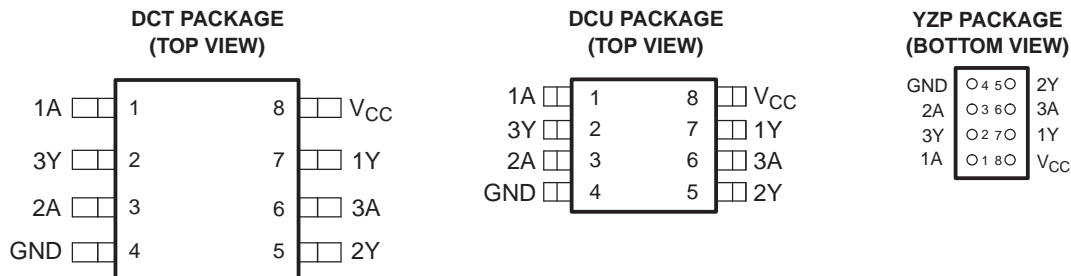 DCT PACKAGE
(TOP VIEW)
1A 1 8 VCC
3Y 2 7 1Y
2A 3 6 3A
GND 4 5 2Y
DCU PACKAGE
(TOP VIEW)
1A 1 8 VCC
3Y 2 7 1Y
2A 3 6 3A
GND 4 5 2Y
YZP PACKAGE
(BOTTOM VIEW)
GND 4 5 2Y
2A 3 6 3A
3Y 2 7 1Y
1A 1 8 VCC